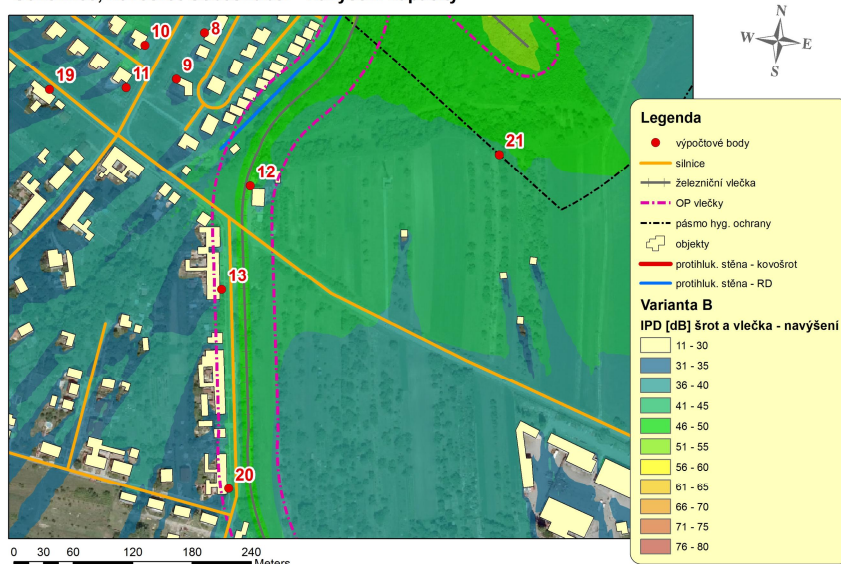 N
W
E
S
10
8
9
11
19
12
21
13
20
Legenda
výpočtové body
silnice
železniční vlečka
OP vlečky
pásmo hyg. ochrany
objekty
protihluk. stěna - kovošrot
protihluk. stěna - RD
Varianta B
IPD [dB] šrot a vlečka - navýšení
11 - 30
31 - 35
36 - 40
41 - 45
46 - 50
51 - 55
56 - 60
61 - 65
66 - 70
71 - 75
76 - 80
0 30 60 120 180 240
Meters